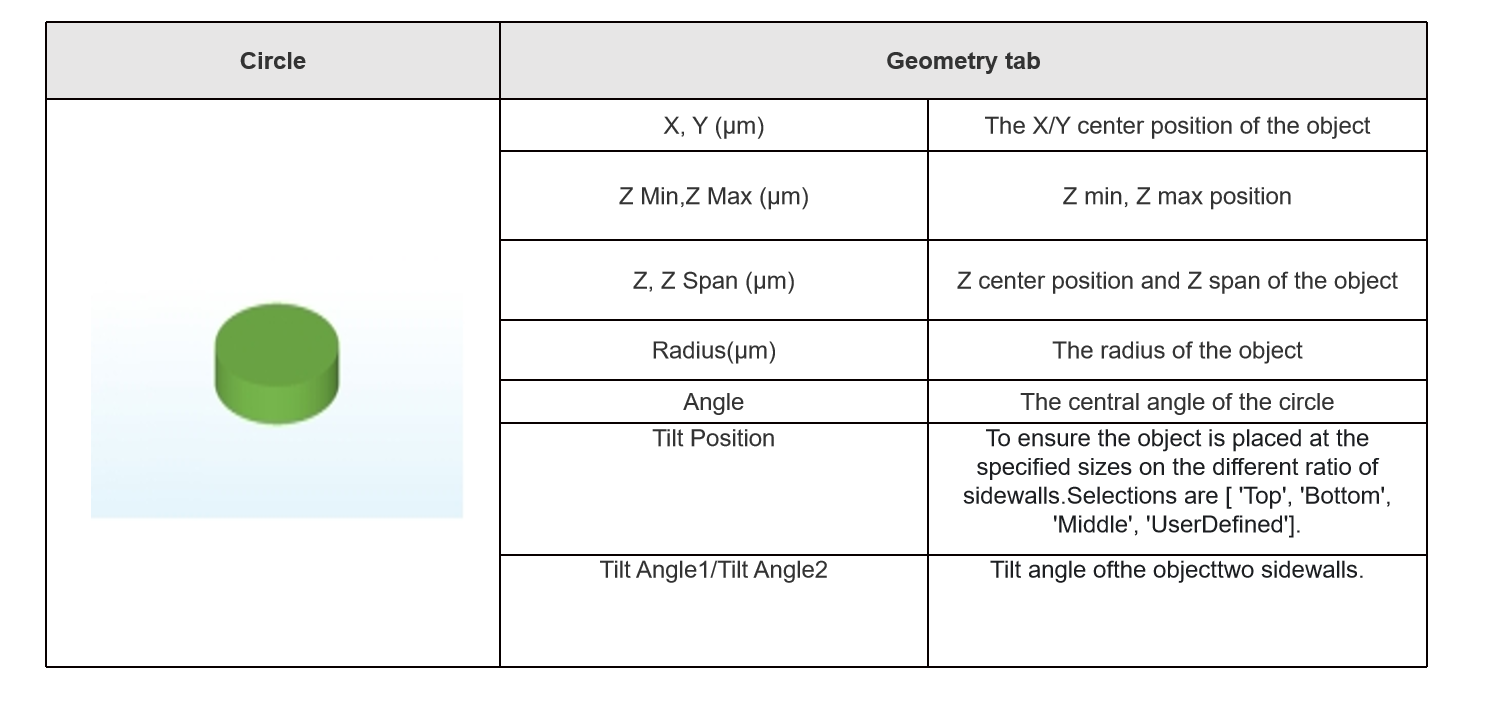 Circle
Geometry tab
X, Y (μm)
The X/Y center position of the object
Z Min,Z Max (μm)
Z min, Z max position
Z, Z Span (μm)
Z center position and Z span of the object
Radius(μm)
The radius of the object
Angle
The central angle of the circle
Tilt Position
To ensure the object is placed at the
specified sizes on the different ratio of
sidewalls.Selections are [ 'Top', 'Bottom',
'Middle', 'UserDefined'].
Tilt Angle1/Tilt Angle2
Tilt angle ofthe objecttwo sidewalls.